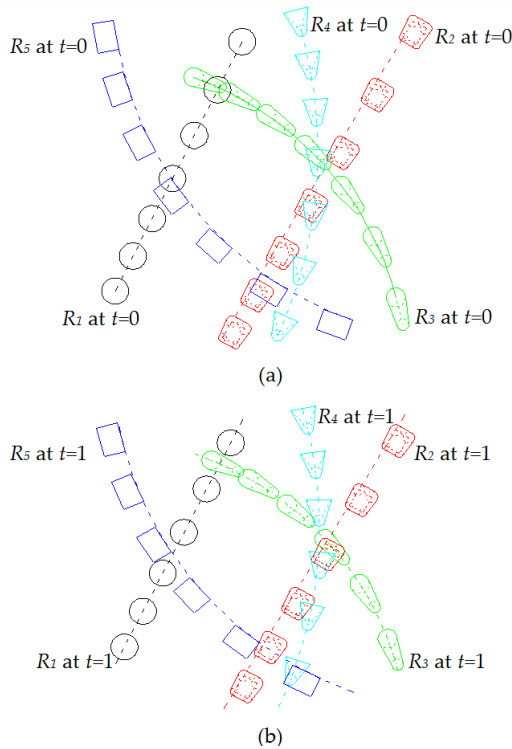 R5 at t=0
R4 at t=0
R2 at t=0
R1 at t=0
R3 at t=0
(a)
R4 at t=1
R5 at t=1
R2 at t=1
R1 at t=1
R3 at t=1
(b)